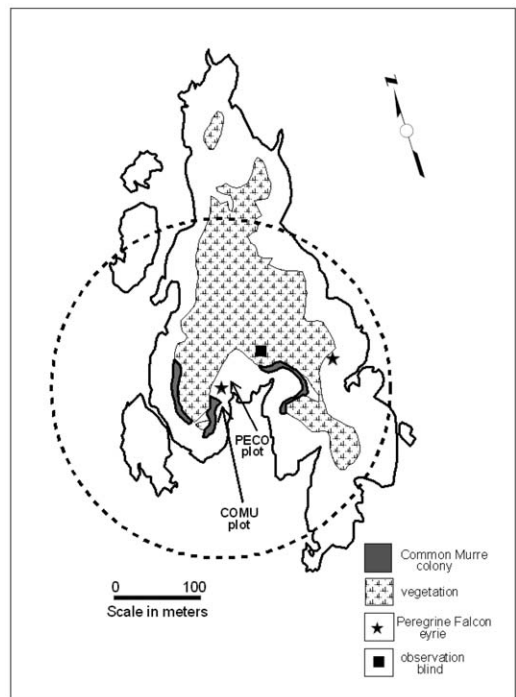 N
PECO
plot
COMU
plot
0 100
Scale in meters
Common Murre
colony
vegetation
Peregrine Falcon
eyrie
observation
blind